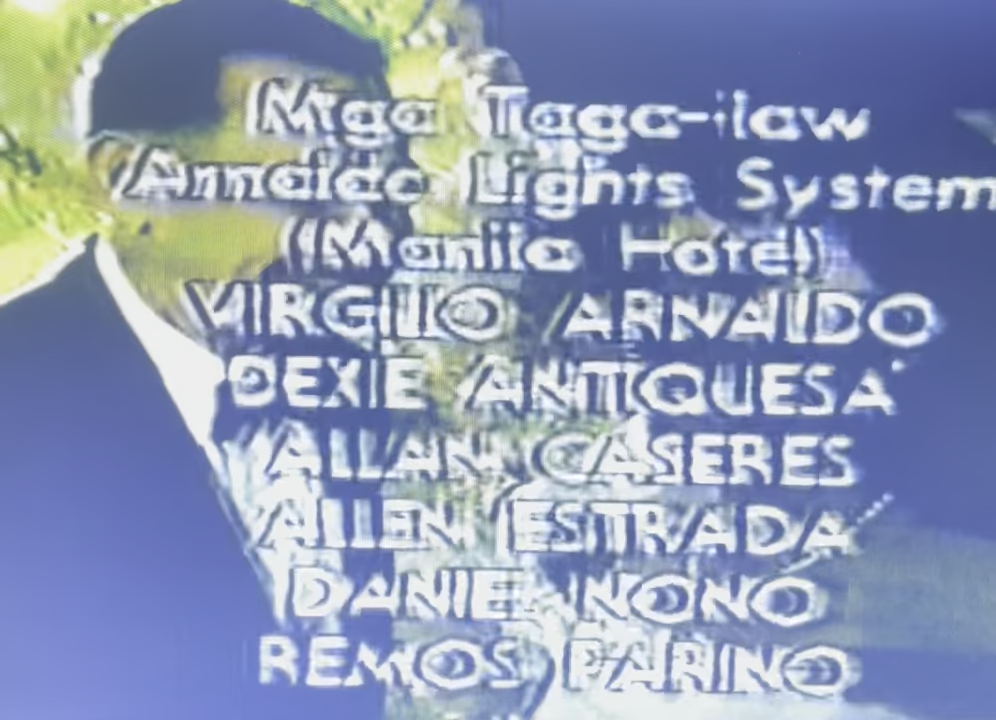 Mga Taga-ilaw
Arnaldo Lights System
(Manila Hotel)
VIRGILIO ARNALDO
DEXIE ANTIQUESA
ALLAN CASERES
ALLEN ESTRADA
DANIEL NONO
REMOS PARINO